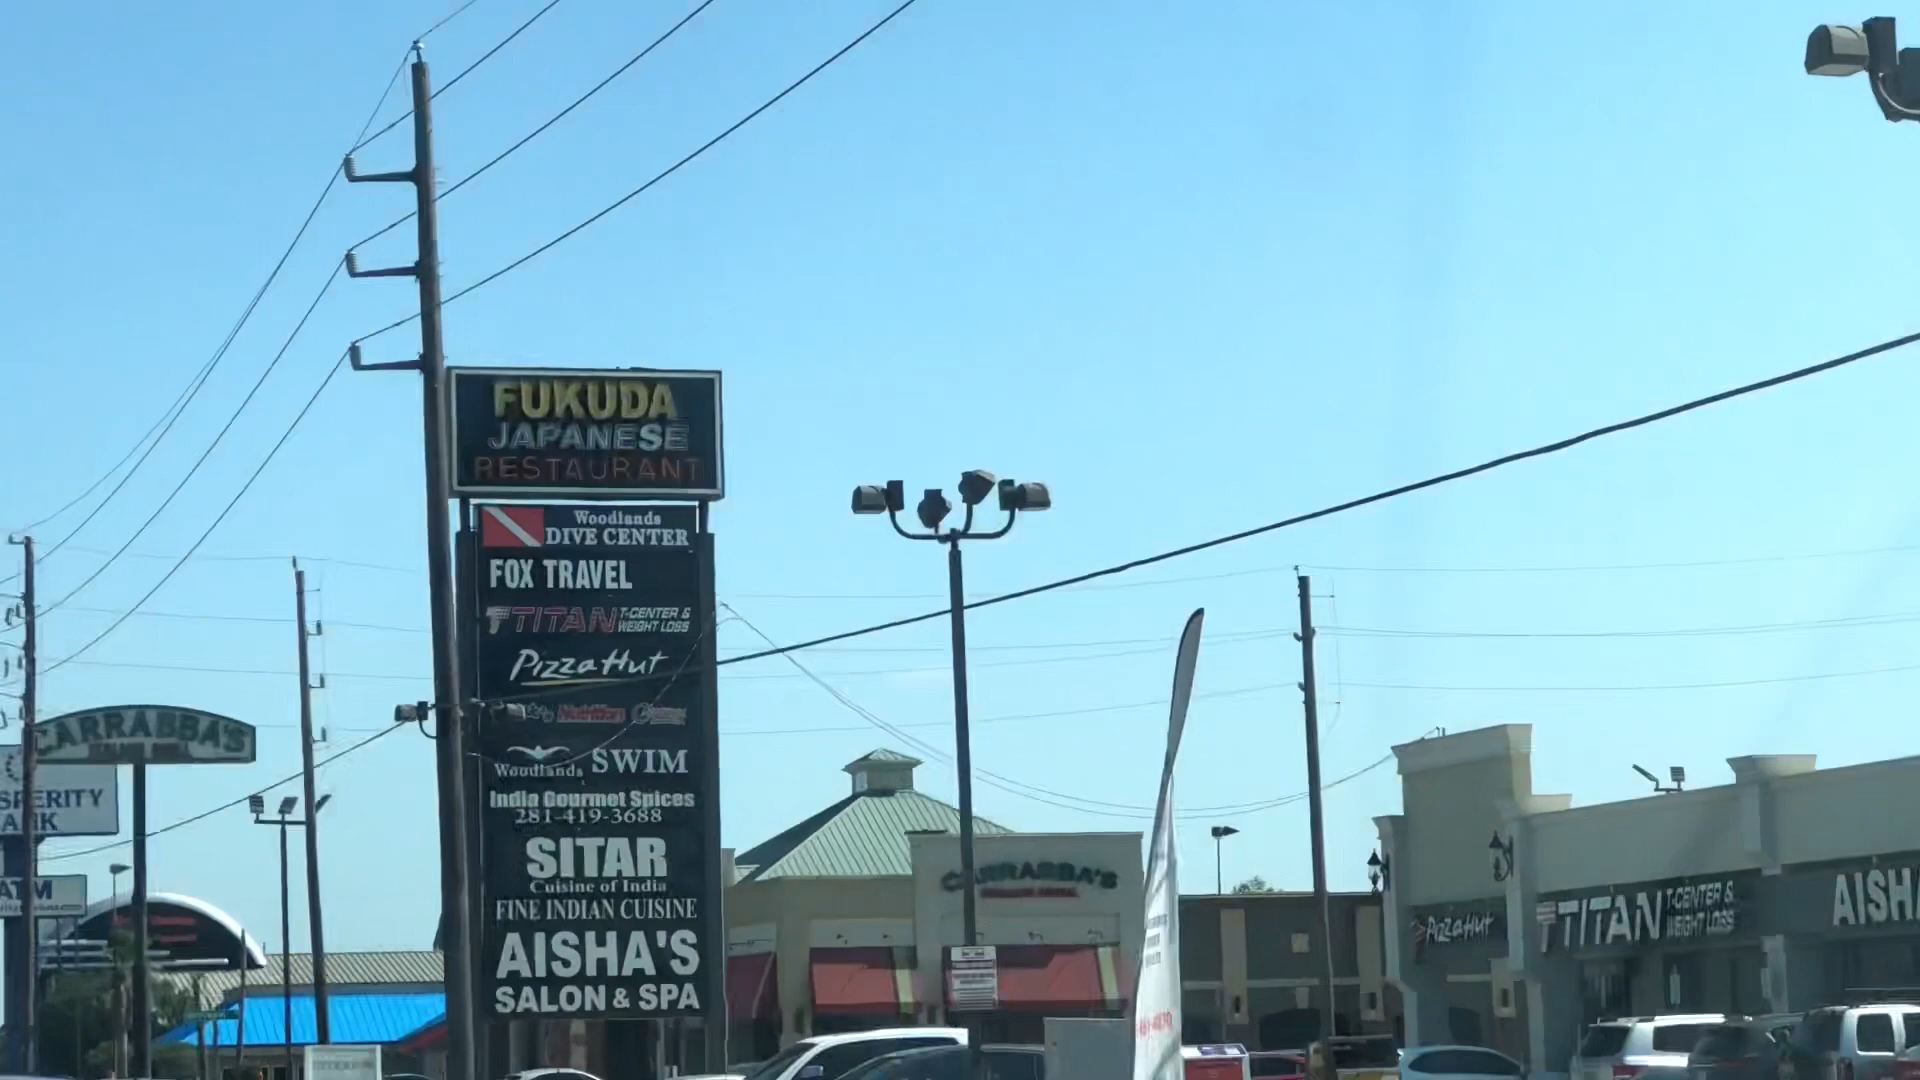 FUKUDA
JAPANESE
RESTAURANT
Woodlands
DIVE CENTER
FOX TRAVEL
TITAN T-CENTER &
WEIGHT LOSS
Pizza Hut
Nutrition
Woodlands SWIM
India Gourmet Spices
281-419-3688
SITAR
Cuisine of India
FINE INDIAN CUISINE
AISHA'S
SALON & SPA
CARRABBA'S
SPERITY
ANK
ATM
CARRABBA'S
Pizza Hut
TITAN T-CENTER &
WEIGHT LOSS
AISHA